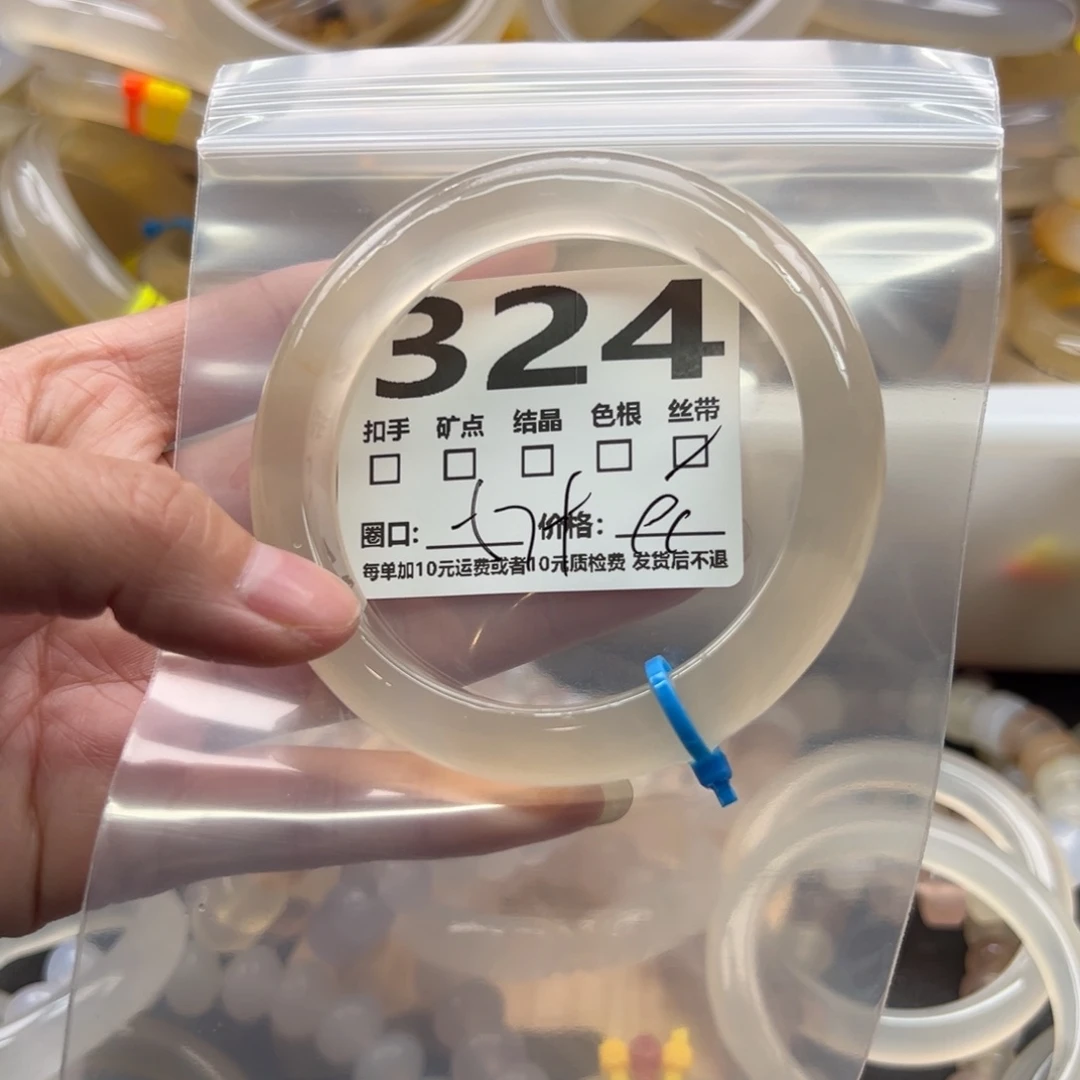 324
扣手 矿点 结晶 色根 丝带
圈口: 价格:
每单加10元运费或者10元质检费 发货后不退